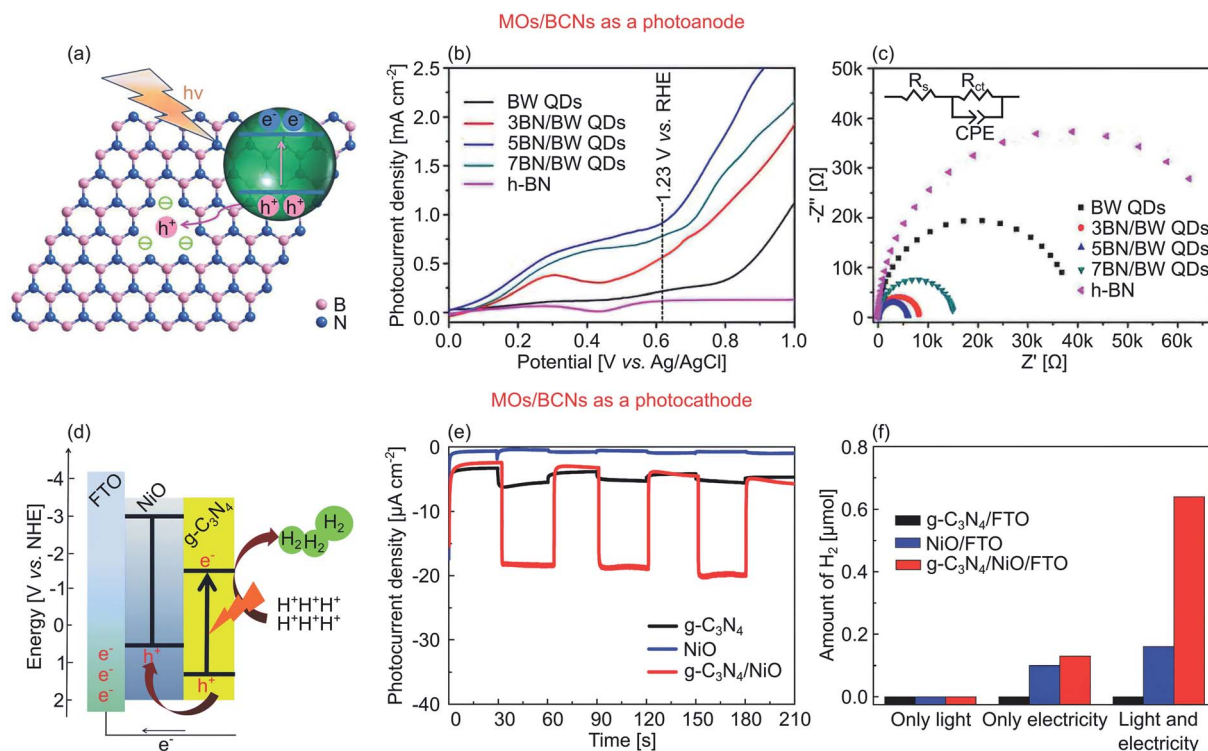 MOs/BCNs as a photoanode
(a)
hν
e⁻ e⁻
h⁺ h⁺
h⁺
⊖
⊖ ⊖
B
N
(b)
Photocurrent density [mA cm⁻²]
2.5
2.0
1.5
1.0
0.5
0.0
BW QDs
3BN/BW QDs
5BN/BW QDs
7BN/BW QDs
h-BN
1.23 V vs. RHE
0.0 0.2 0.4 0.6 0.8 1.0
Potential [V vs. Ag/AgCl]
(c)
-Z'' [Ω]
50k
40k
30k
20k
10k
0
Rs Rct
CPE
BW QDs
3BN/BW QDs
5BN/BW QDs
7BN/BW QDs
h-BN
0 10k 20k 30k 40k 50k 60k
Z' [Ω]
MOs/BCNs as a photocathode
(d)
Energy [V vs. NHE]
-4
-3
-2
-1
0
1
2
FTO
NiO
g-C₃N₄
e⁻
H₂ H₂ H₂
H⁺H⁺H⁺
H⁺H⁺H⁺
e⁻
e⁻
e⁻
h⁺
h⁺
e⁻
(e)
Photocurrent density [µA cm⁻²]
0
-10
-20
-30
-40
g-C₃N₄
NiO
g-C₃N₄/NiO
0 30 60 90 120 150 180 210
Time [s]
(f)
Amount of H₂ [µmol]
0.8
0.6
0.4
0.2
0.0
g-C₃N₄/FTO
NiO/FTO
g-C₃N₄/NiO/FTO
Only light Only electricity Light and
electricity